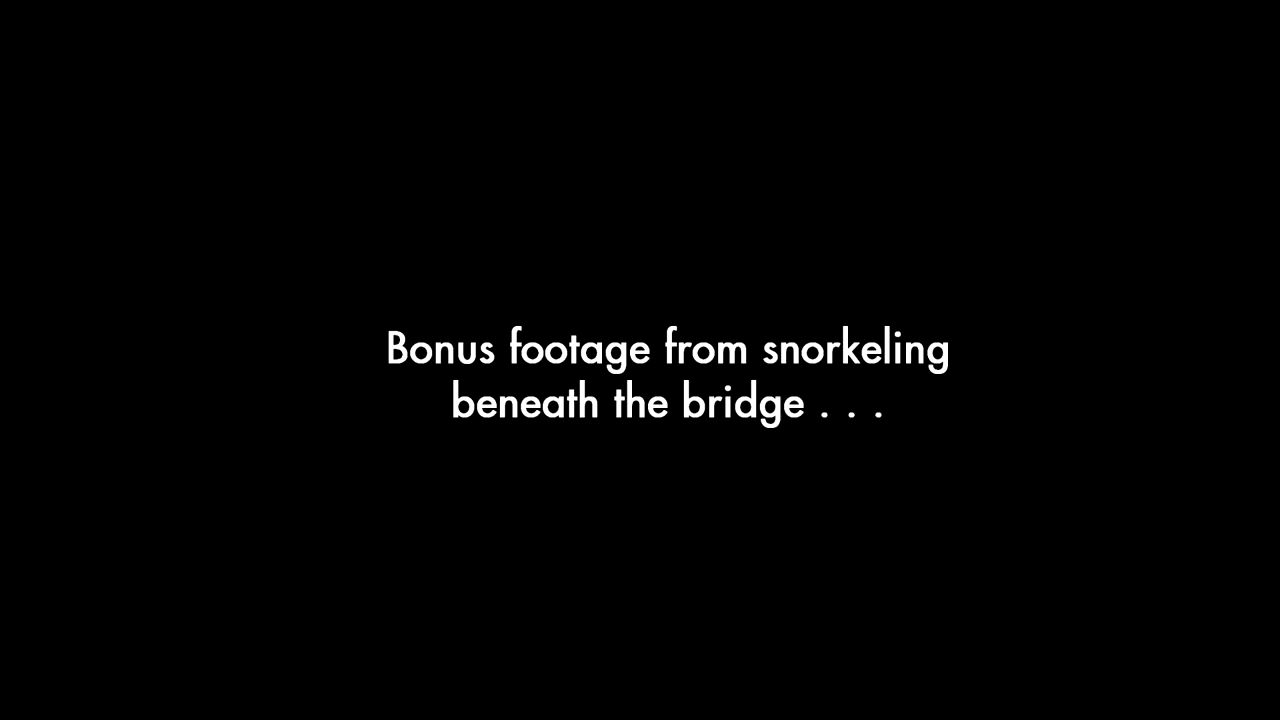 Bonus footage from snorkeling
beneath the bridge . . .